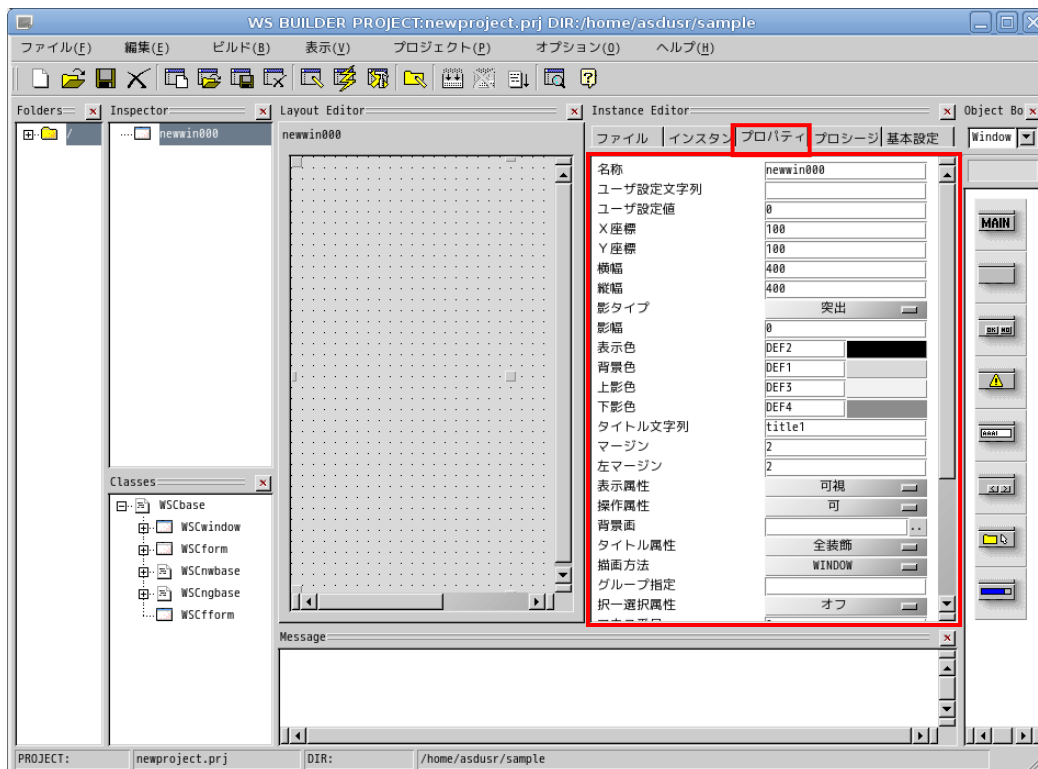 WS BUILDER PROJECT:newproject.prj DIR:/home/asdusr/sample
ファイル(F) 編集(E) ビルド(B) 表示(V) プロジェクト(P) オプション(O) ヘルプ(H)
Folders
/
Inspector
newwin000
Classes
WSCbase
WSCwindow
WSCform
WSCnwbase
WSCngbase
WSCfform
Layout Editor
newwin000
Instance Editor
ファイル インスタン プロパティ プロシージ 基本設定
名称 newwin000
ユーザ設定文字列
ユーザ設定値 0
X座標 100
Y座標 100
横幅 400
縦幅 400
影タイプ 突出
影幅 0
表示色 DEF2
背景色 DEF1
上影色 DEF3
下影色 DEF4
タイトル文字列 title1
マージン 2
左マージン 2
表示属性 可視
操作属性 可
背景画 ..
タイトル属性 全装飾
描画方法 WINDOW
グループ指定
択一選択属性 オフ
Object Bo
Window
MAIN
Message
PROJECT: newproject.prj DIR: /home/asdusr/sample